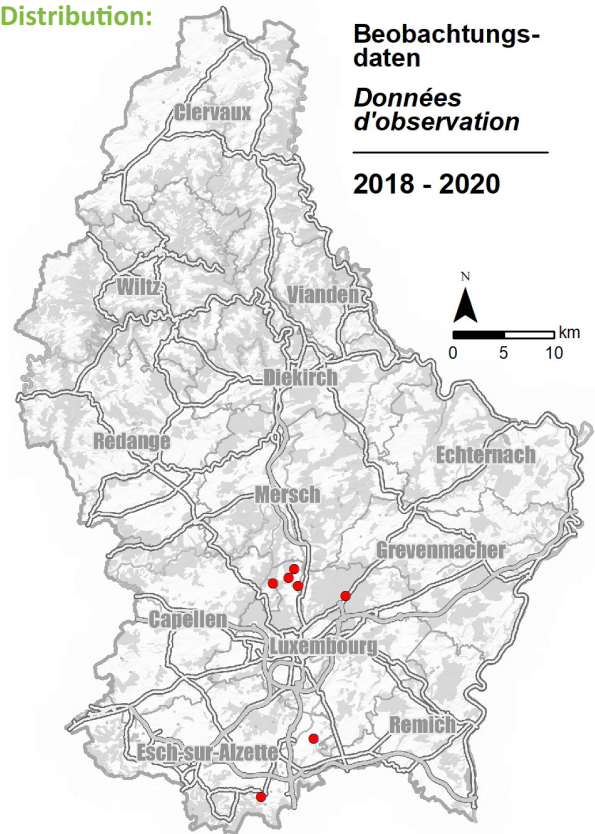 Distribution:
Beobachtungs-
daten
Données
d'observation
2018 - 2020
Clervaux
Wiltz
Vianden
N
km
0 5 10
Diekirch
Redange
Echternach
Mersch
Grevenmacher
Capellen
Luxembourg
Remich
Esch-sur-Alzette